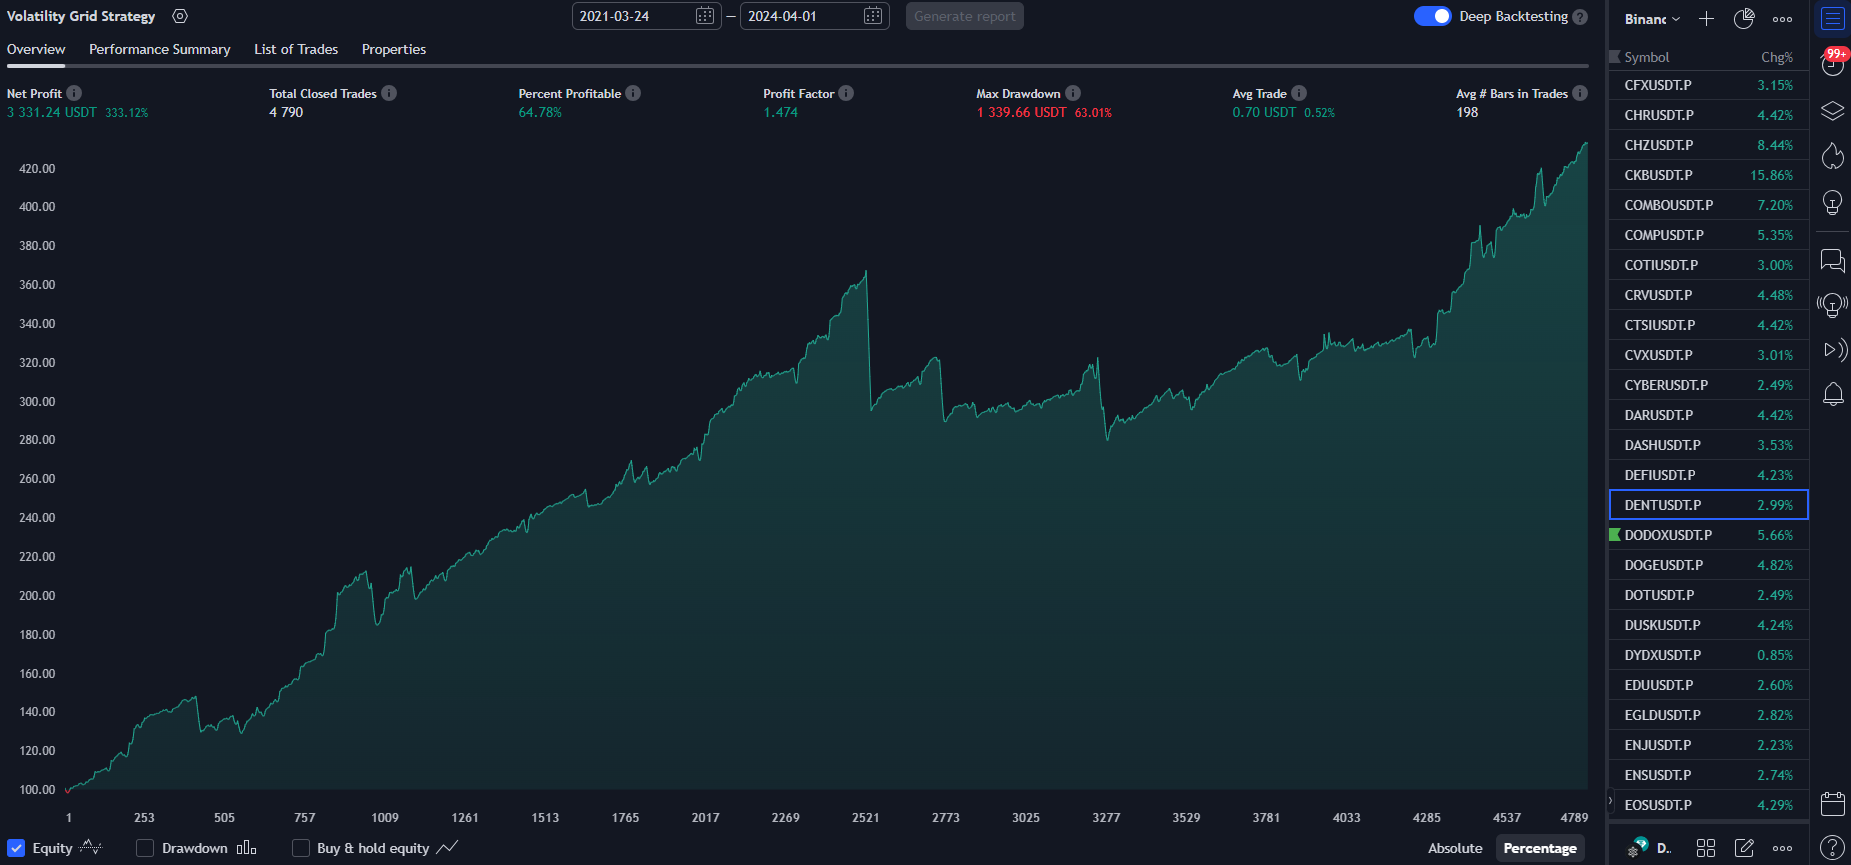 Volatility Grid Strategy
2021-03-24 — 2024-04-01 Generate report
Deep Backtesting ?
Overview Performance Summary List of Trades Properties
Net Profit
3 331.24 USDT 333.12%
Total Closed Trades
4 790
Percent Profitable
64.78%
Profit Factor
1.474
Max Drawdown
1 339.66 USDT 63.01%
Avg Trade
0.70 USDT 0.52%
Avg # Bars in Trades
198
420.00
400.00
380.00
360.00
340.00
320.00
300.00
280.00
260.00
240.00
220.00
200.00
180.00
160.00
140.00
120.00
100.00
1 253 505 757 1009 1261 1513 1765 2017 2269 2521 2773 3025 3277 3529 3781 4033 4285 4537 4789
Equity Drawdown Buy & hold equity
Absolute Percentage
Binanc
Symbol Chg%
CFXUSDT.P 3.15%
CHRUSDT.P 4.42%
CHZUSDT.P 8.44%
CKBUSDT.P 15.86%
COMBOUSDT.P 7.20%
COMPUSDT.P 5.35%
COTIUSDT.P 3.00%
CRVUSDT.P 4.48%
CTSIUSDT.P 4.42%
CVXUSDT.P 3.01%
CYBERUSDT.P 2.49%
DARUSDT.P 4.42%
DASHUSDT.P 3.53%
DEFIUSDT.P 4.23%
DENTUSDT.P 2.99%
DODOXUSDT.P 5.66%
DOGEUSDT.P 4.82%
DOTUSDT.P 2.49%
DUSKUSDT.P 4.24%
DYDXUSDT.P 0.85%
EDUUSDT.P 2.60%
EGLDUSDT.P 2.82%
ENJUSDT.P 2.23%
ENSUSDT.P 2.74%
EOSUSDT.P 4.29%
D..
99+
?